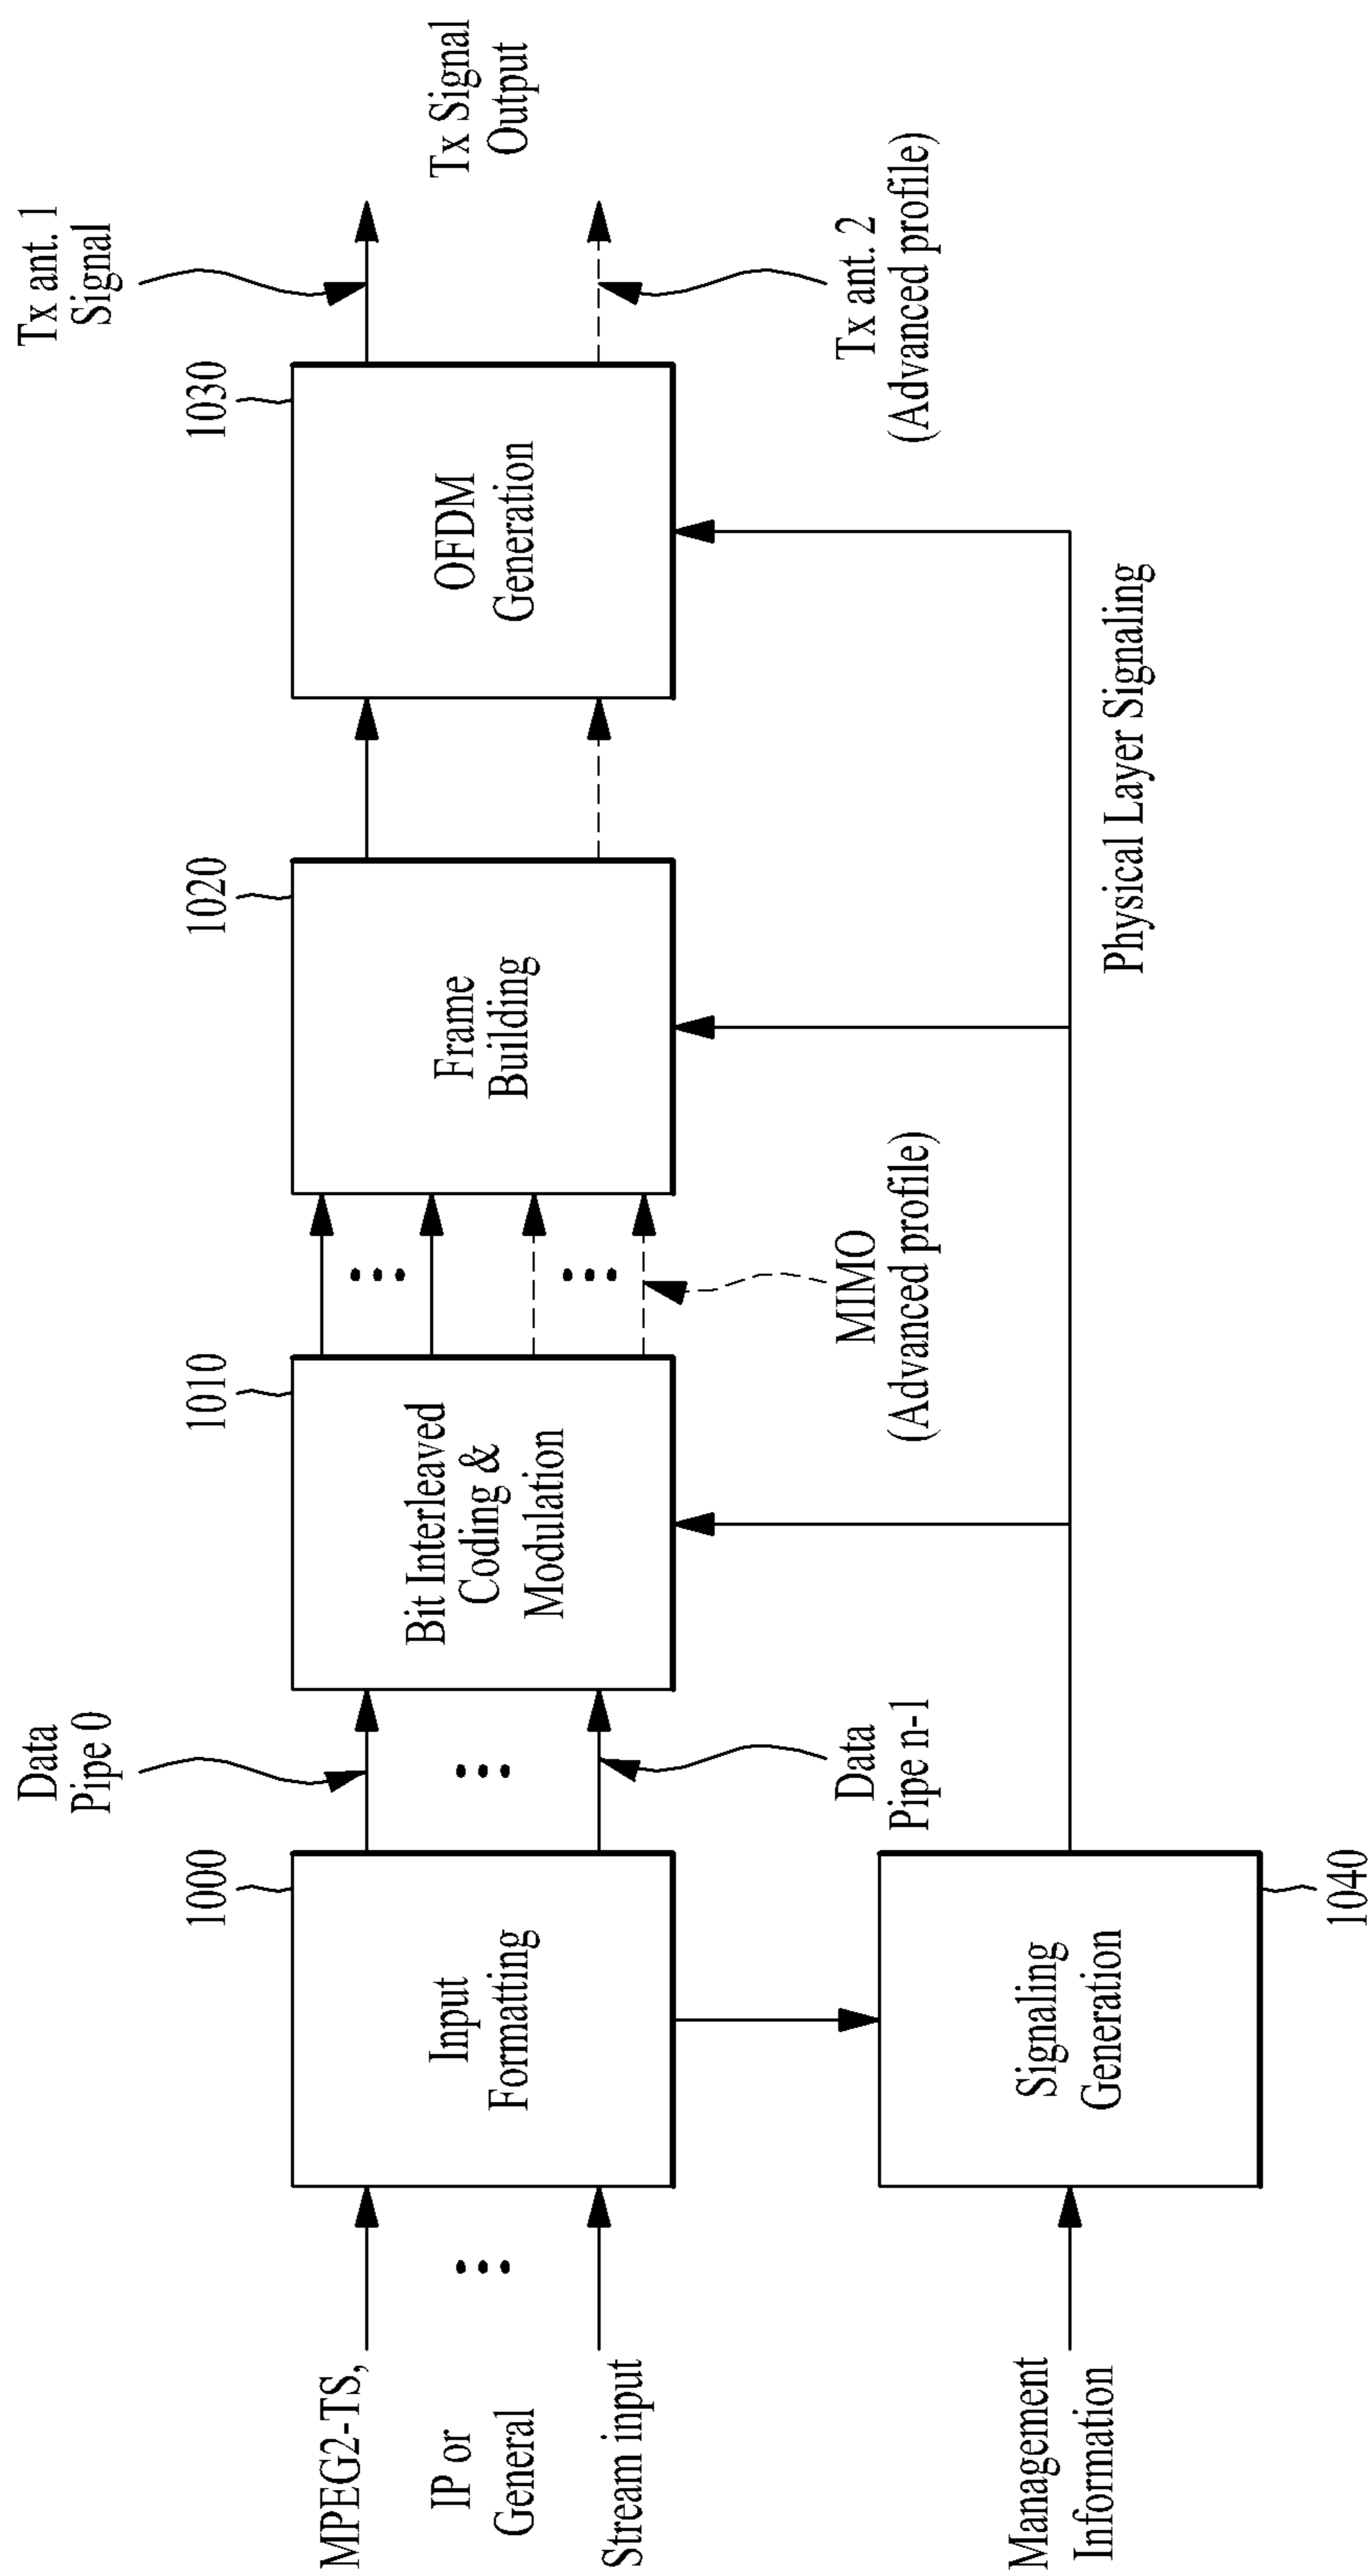 Tx ant. 1
Signal
Tx Signal
Output
Tx ant. 2
(Advanced profile)
1030
OFDM
Generation
1020
Frame
Building
MIMO
(Advanced profile)
1010
Bit Interleaved
Coding &
Modulation
Physical Layer Signaling
Data
Pipe 0
Data
Pipe n-1
1000
Input
Formatting
Signaling
Generation
1040
MPEG2-TS,
IP or
General
Stream input
Management
Information